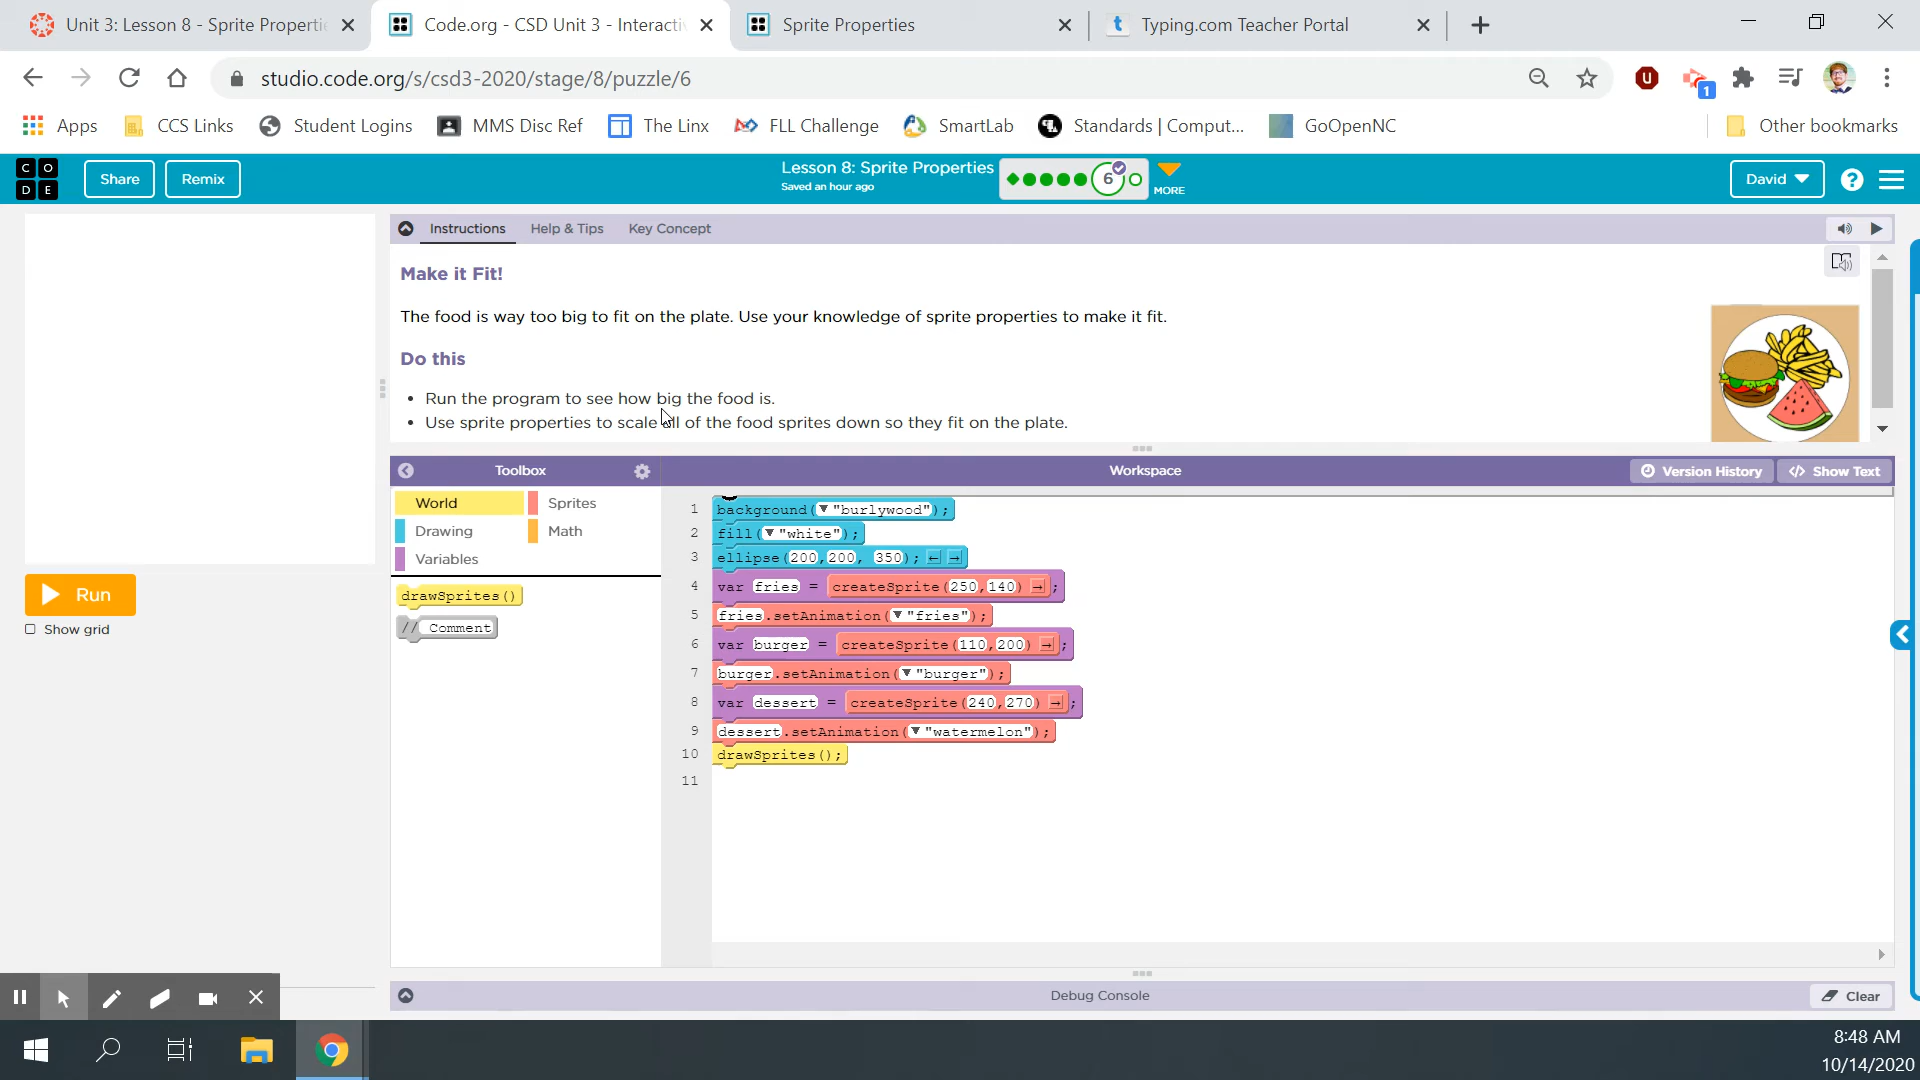 Unit 3: Lesson 8 - Sprite Properti
Code.org - CSD Unit 3 - Interacti
Sprite Properties
Typing.com Teacher Portal
studio.code.org/s/csd3-2020/stage/8/puzzle/6
1
Apps
CCS Links
Student Logins
MMS Disc Ref
The Linx
FLL Challenge
SmartLab
Standards | Comput...
GoOpenNC
Other bookmarks
C O D E
Share
Remix
Lesson 8: Sprite Properties
Saved an hour ago
6
MORE
David
?
Instructions
Help & Tips
Key Concept
Make it Fit!
The food is way too big to fit on the plate. Use your knowledge of sprite properties to make it fit.
Do this
• Run the program to see how big the food is.
• Use sprite properties to scale all of the food sprites down so they fit on the plate.
Toolbox
Workspace
Version History
</> Show Text
World
Sprites
Drawing
Math
Variables
drawSprites()
// Comment
1 background("burlywood");
2 fill("white");
3 ellipse(200,200, 350);
4 var fries = createSprite(250,140);
5 fries.setAnimation("fries");
6 var burger = createSprite(110,200);
7 burger.setAnimation("burger");
8 var dessert = createSprite(240,270);
9 dessert.setAnimation("watermelon");
10 drawSprites();
11
Run
Show grid
Debug Console
Clear
8:48 AM
10/14/2020